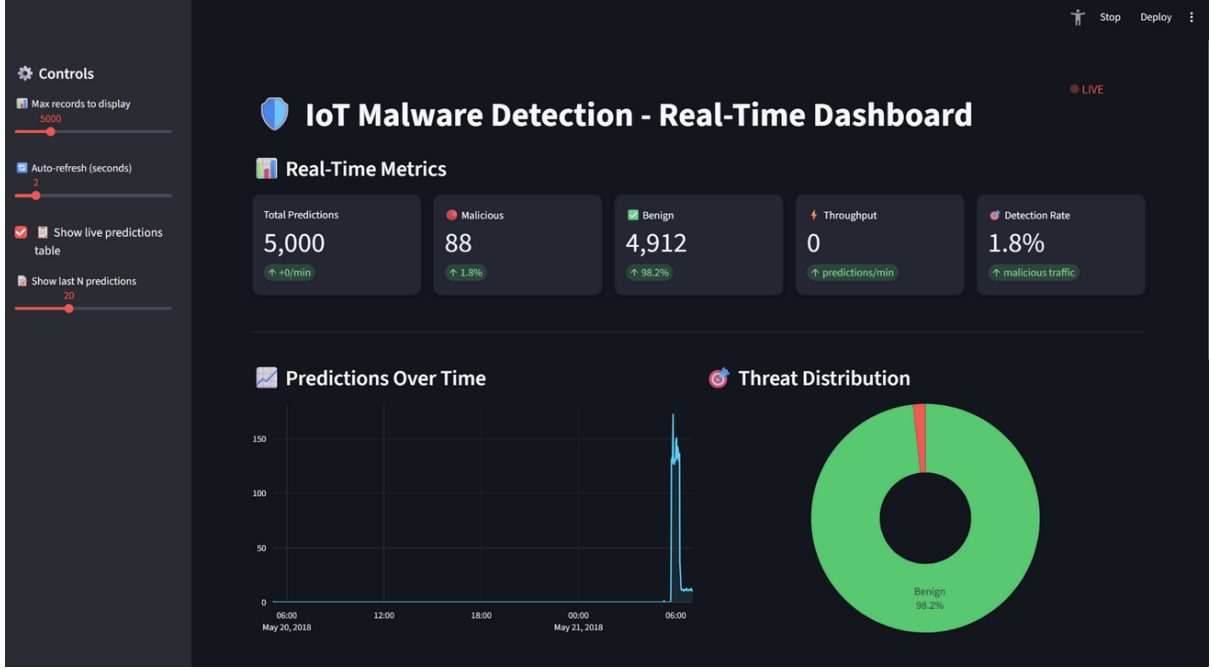 Stop Deploy
Controls
Max records to display
5000
Auto-refresh (seconds)
2
Show live predictions
table
Show last N predictions
20
LIVE
IoT Malware Detection - Real-Time Dashboard
Real-Time Metrics
Total Predictions
5,000
↑ +0/min
Malicious
88
↑ 1.8%
Benign
4,912
↑ 98.2%
Throughput
0
↑ predictions/min
Detection Rate
1.8%
↑ malicious traffic
Predictions Over Time
150
100
50
0
06:00 12:00 18:00 00:00 06:00
May 20, 2018 May 21, 2018
Threat Distribution
Benign
98.2%